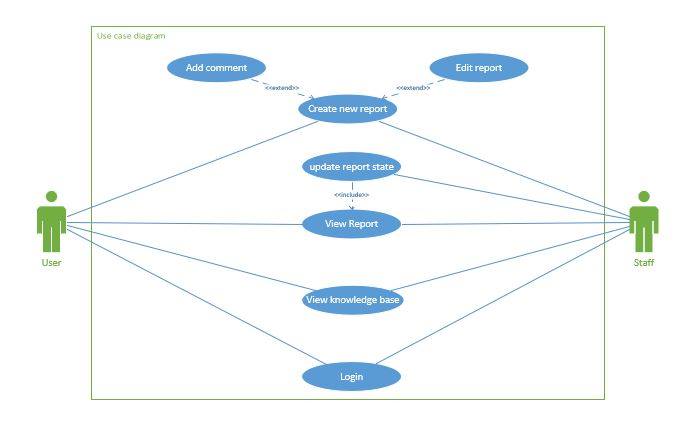 Use case diagram
Add comment
Edit report
<<extend>>
<<extend>>
Create new report
update report state
<<include>>
View Report
User
Staff
View knowledge base
Login